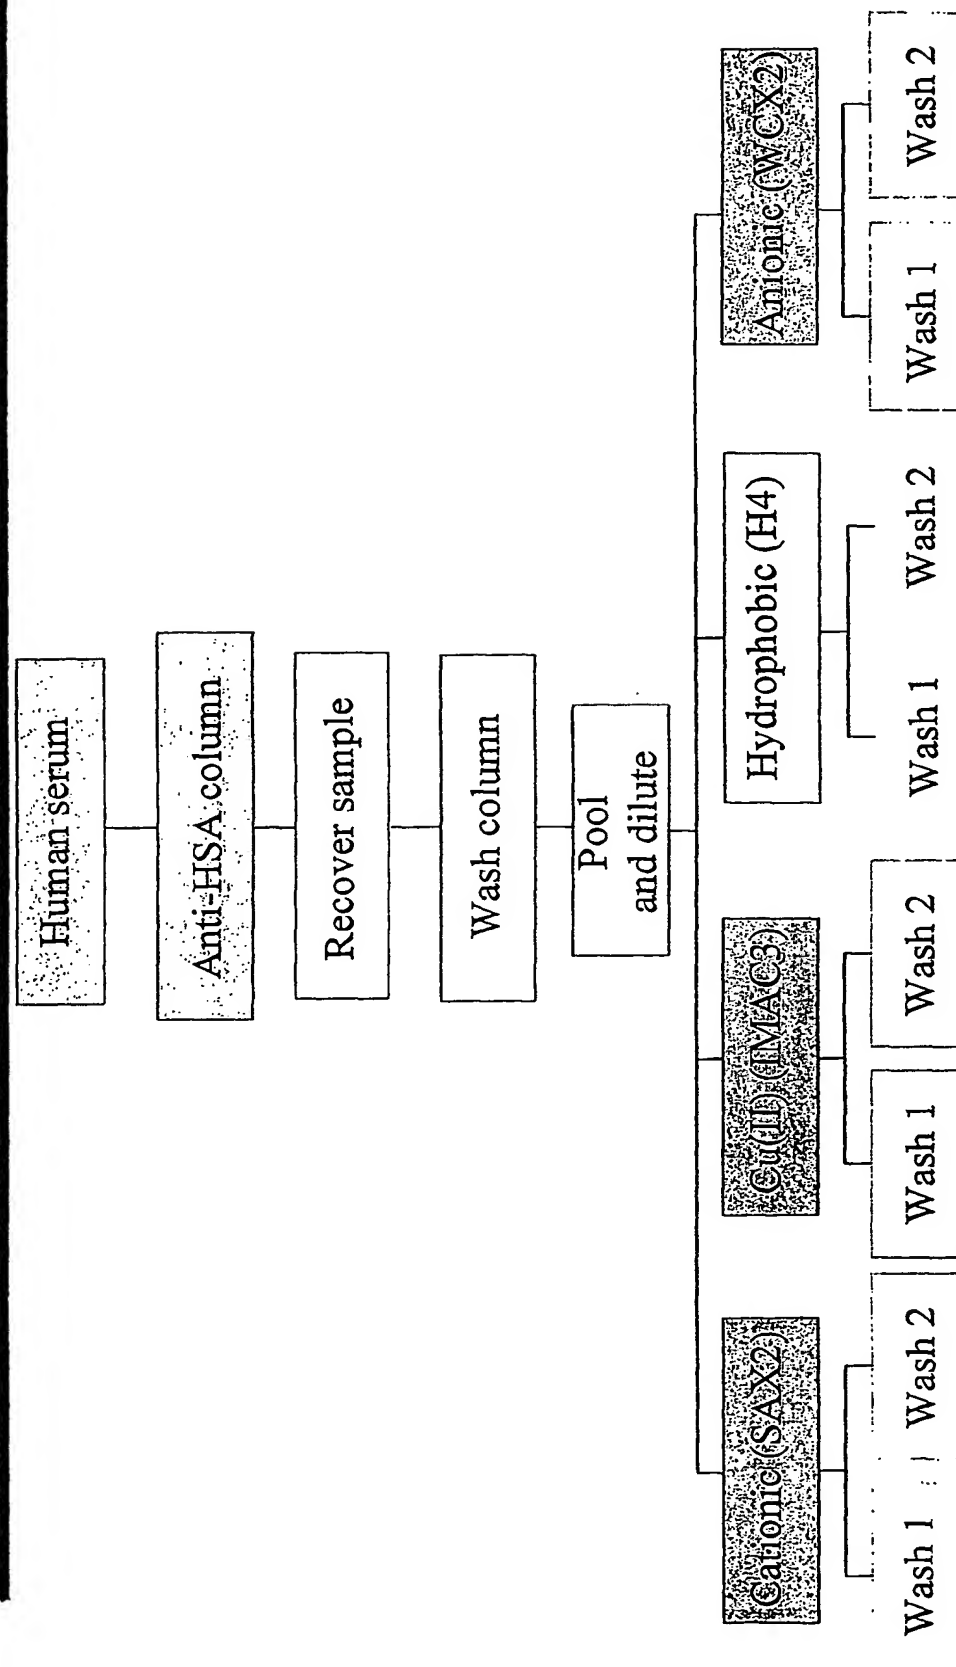 Human serum
Anti-HSA column
Recover sample
Wash column
Pool
and dilute
Cationic (SAX2)
Cu(II) (IMAC3)
Hydrophobic (H4)
Anionic (WCX2)
Wash 1
Wash 2
Wash 1
Wash 2
Wash 1
Wash 2
Wash 1
Wash 2